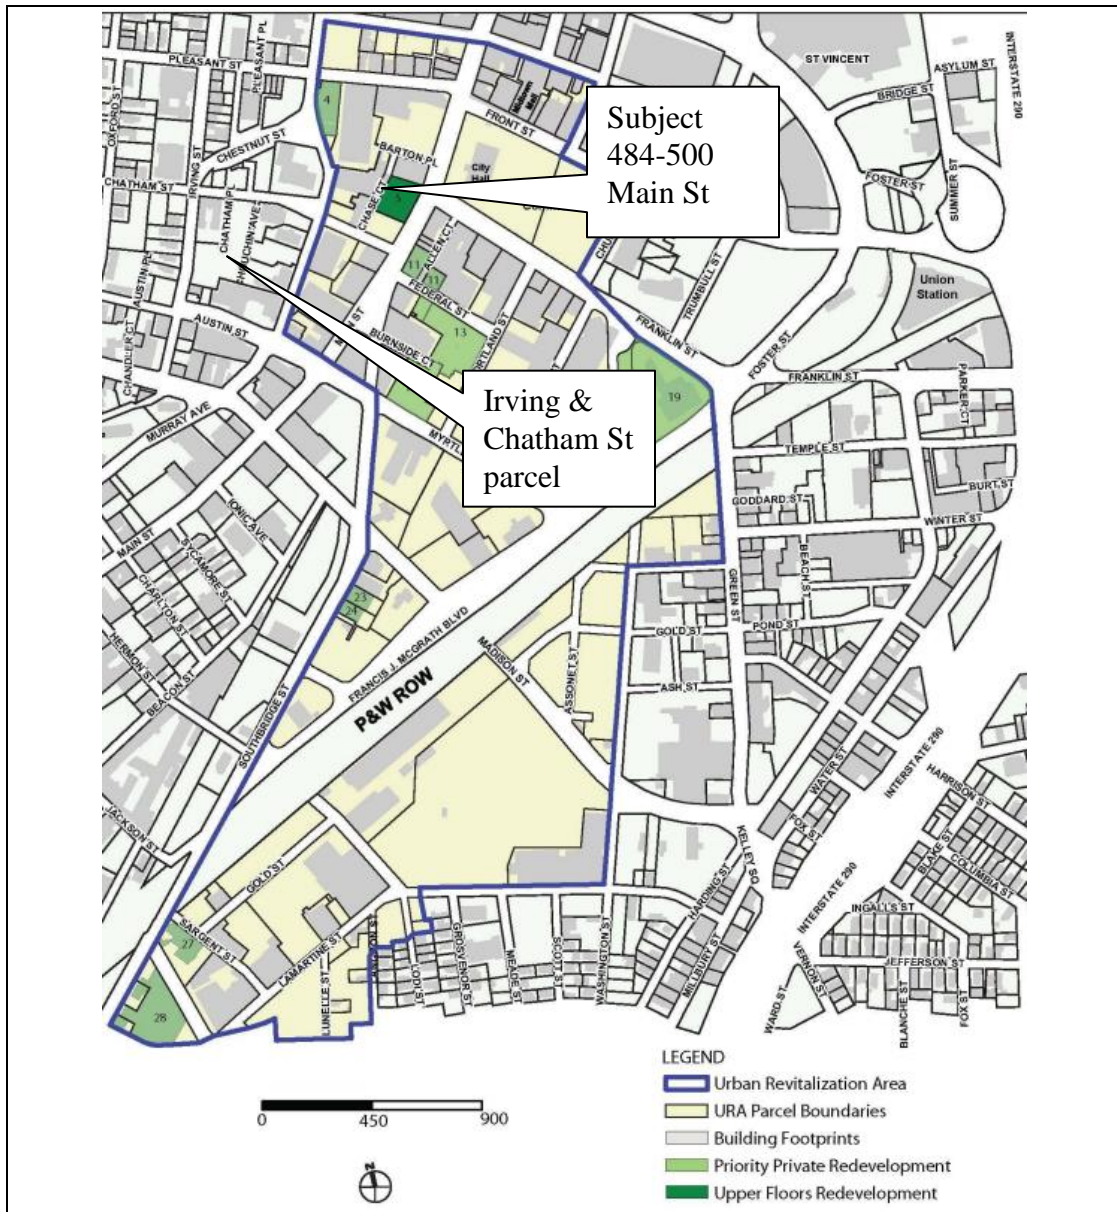 PLEASANT ST
PLEASANT PL
OXFORD ST
CHESTNUT ST
IRVING ST
CHATHAM ST
CHATHAM PL
AUSTIN PL
AUSTIN ST
CHANDLER CT
MURRAY AVE
4
FRONT ST
Midtown
Mall
BARTON PL
City
Hall
CHASE CT
5
Subject
484-500
Main St
ST VINCENT
ASYLUM ST
BRIDGE ST
INTERSTATE 290
FOSTER ST
SUMMER ST
Union
Station
TRUMBULL ST
FRANKLIN ST
FOSTER ST
FRANKLIN ST
ALLEN CT
11
11
FEDERAL ST
13
BURNSIDE CT
19
Irving &
Chatham St
parcel
PARKER CT
TEMPLE ST
GODDARD ST
BURT ST
WINTER ST
BEACH ST
GREEN ST
POND ST
GOLD ST
ASH ST
MAIN ST
IONIC AVE
SYCAMORE ST
CHARLTON ST
HERMON ST
BEACON ST
SOUTHBRIDGE ST
JACKSON ST
23
24
FRANCIS J. MCGRATH BLVD
P&W ROW
MADISON ST
ASSONET ST
WATER ST
INTERSTATE 290
HARRISON ST
FOX ST
BLAKE ST
COLUMBIA ST
KELLEY SQ
HARDING ST
INTERSTATE 290
INGALLS ST
JEFFERSON ST
VERNON ST
WARD ST
BLANCHE ST
FOX ST
MILLBURY ST
GOLD ST
SARGENT ST
27
28
LAMARTINE ST
LUNELLE ST
LODI ST
GROSVENOR ST
MEADE ST
SCOTT ST
WASHINGTON ST
LEGEND
Urban Revitalization Area
URA Parcel Boundaries
Building Footprints
Priority Private Redevelopment
Upper Floors Redevelopment
0 450 900
N